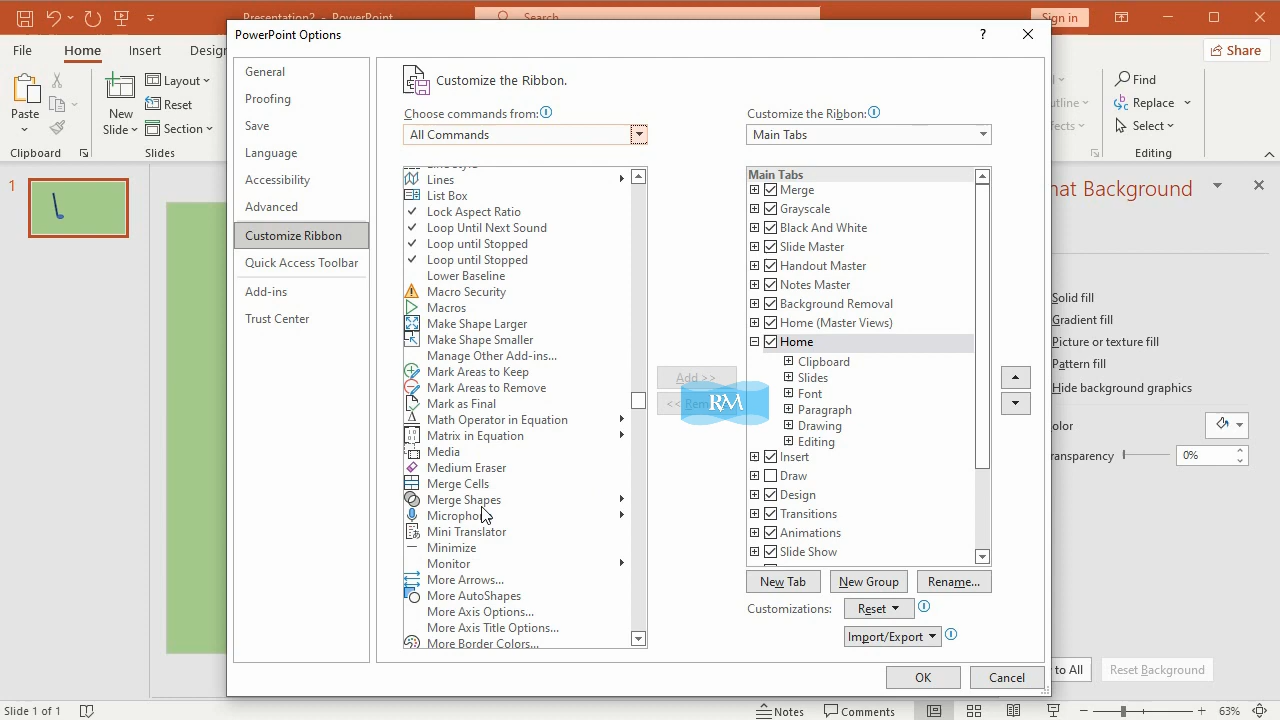 Presentation2 - PowerPoint
Search
Sign in
File
Home
Insert
Design
Share
Paste
Clipboard
New
Slide
Layout
Reset
Section
Slides
Find
Replace
Select
Editing
1
PowerPoint Options
?
General
Proofing
Save
Language
Accessibility
Advanced
Customize Ribbon
Quick Access Toolbar
Add-ins
Trust Center
Customize the Ribbon.
Choose commands from:
All Commands
Lines
List Box
Lock Aspect Ratio
Loop Until Next Sound
Loop until Stopped
Loop until Stopped
Lower Baseline
Macro Security
Macros
Make Shape Larger
Make Shape Smaller
Manage Other Add-ins...
Mark Areas to Keep
Mark Areas to Remove
Mark as Final
Math Operator in Equation
Matrix in Equation
Media
Medium Eraser
Merge Cells
Merge Shapes
Microphone
Mini Translator
Minimize
Monitor
More Arrows...
More AutoShapes
More Axis Options...
More Axis Title Options...
More Border Colors...
Add >>
RM
Customize the Ribbon:
Main Tabs
Main Tabs
Merge
Grayscale
Black And White
Slide Master
Handout Master
Notes Master
Background Removal
Home (Master Views)
Home
Clipboard
Slides
Font
Paragraph
Drawing
Editing
Insert
Draw
Design
Transitions
Animations
Slide Show
New Tab
New Group
Rename...
Customizations:
Reset
Import/Export
OK
Cancel
mat Background
Solid fill
Gradient fill
Picture or texture fill
Pattern fill
Hide background graphics
olor
ransparency
0%
to All
Reset Background
Slide 1 of 1
Notes
Comments
63%